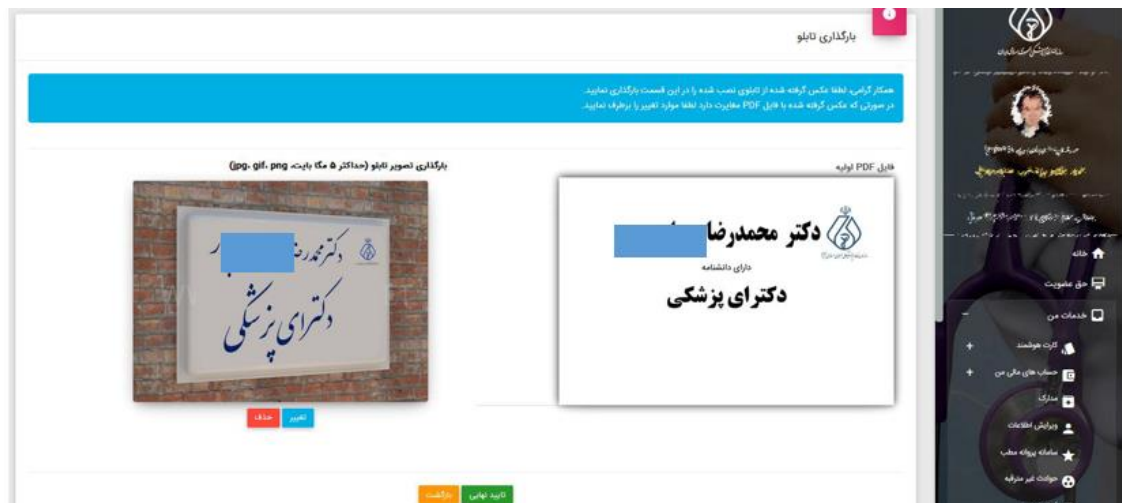 بارگذاری تابلو
همکار گرامی، لطفا عکس گرفته شده از تابلوی نصب شده را در این قسمت بارگذاری نمایید.
در صورتی که عکس گرفته شده با فایل PDF مغایرت دارد لطفا موارد تغییر را برطرف نمایید.
فایل PDF اولیه
دکتر محمدرضا
دارای دانشنامه
دکترای پزشکی
بارگذاری تصویر تابلو (حداکثر ۵ مگا بایت، jpg، gif، png)
دکتر محمدرضا
دکترای پزشکی
تغییر
حذف
تایید نهایی
بازگشت
خانه
حق عضویت
خدمات من
کارت هوشمند
حساب های مالی من
مدارک
ویرایش اطلاعات
سامانه پروانه مطب
حوادث غیر مترقبه